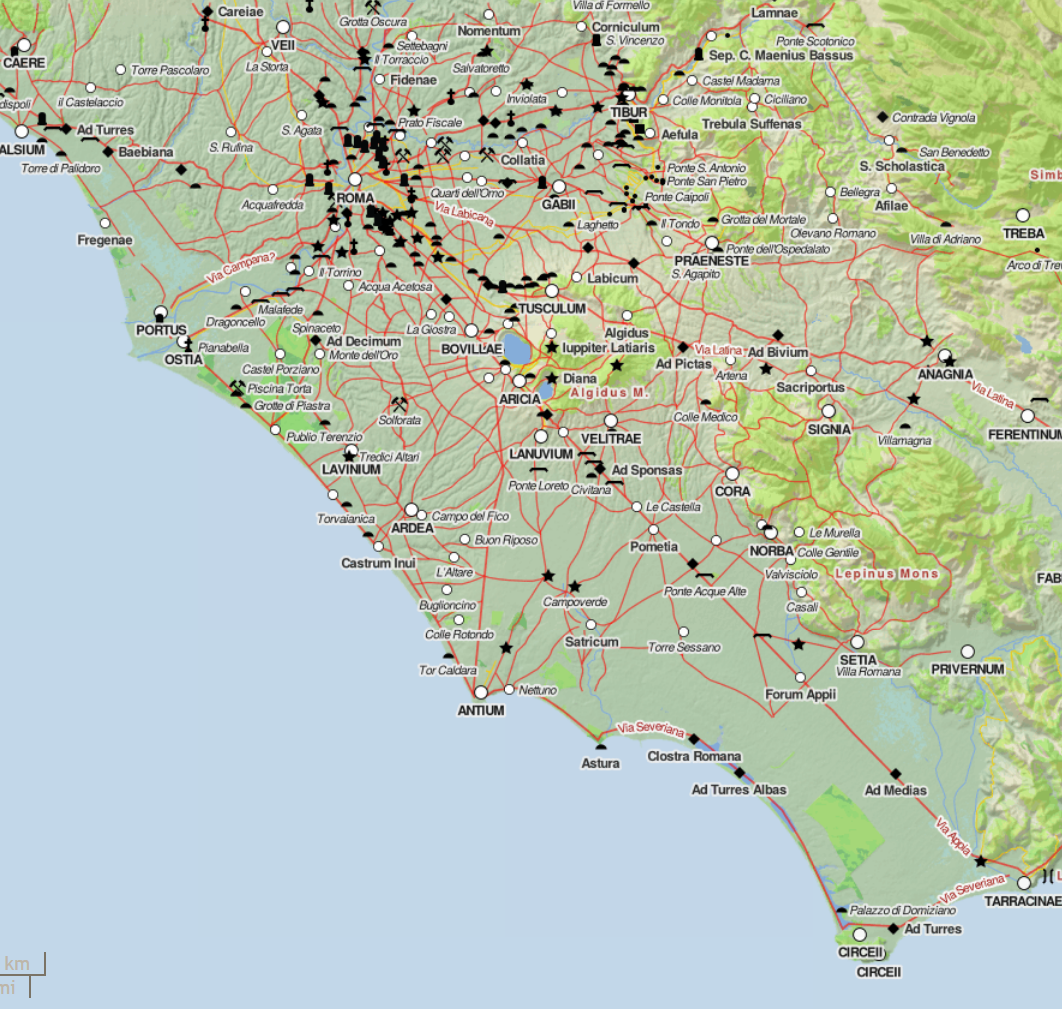 Careiae
Grotta Oscura
Villa di Formello
Lamnae
Nomentum
Corniculum
S. Vincenzo
Ponte Scotonico
VEII
Settebagni
Sep. C. Maenius Bassus
CAERE
La Storta
Il Torraccio
Torre Pascolaro
Fidenae
Salvatoretto
Castel Madama
il Castelaccio
Inviolata
Colle Monitola
Ciciliano
dispoli
TIBUR
S. Agata
Prato Fiscale
Trebula Suffenas
Contrada Vignola
Ad Turres
Aefula
ALSIUM
Baebiana
S. Rufina
Collatia
San Benedetto
Torre di Palidoro
Ponte S. Antonio
S. Scholastica
Ponte San Pietro
Simb
Quarti dell'Orno
Bellegra
ROMA
Ponte Caipoli
Acquafredda
GABII
Afilae
Via Labicana
Grotta del Mortale
Laghetto
Il Tondo
Olevano Romano
TREBA
Fregenae
Villa di Adriano
Ponte dell'Ospedalato
Via Campana?
PRAENESTE
Arco di Trev
Il Torrino
S. Agapito
Labicum
Acqua Acetosa
Malafede
TUSCULUM
Dragoncello
PORTUS
Spinaceto
La Giostra
Algidus
Ad Decimum
Pianabella
BOVILLAE
Iuppiter Latiaris
Via Latina
Ad Bivium
OSTIA
Monte dell'Oro
Ad Pictas
Castel Porziano
Artena
ANAGNIA
Diana
Piscina Torta
Sacriportus
Algidus M.
Via Latina
ARICIA
Grotte di Piastra
Solforata
Colle Medico
SIGNIA
Publio Terenzio
VELITRAE
FERENTINUM
Villamagna
LANUVIUM
Tredici Altari
LAVINIUM
Ad Sponsas
Ponte Loreto
Civitana
CORA
Le Castella
Torvaianica
Campo del Fico
ARDEA
Le Murella
Buon Riposo
Pometia
NORBA
Colle Gentile
Castrum Inui
L'Altare
Valvisciolo
Lepinus Mons
FAB
Ponte Acque Alte
Buglioncino
Campoverde
Casali
Colle Rotondo
Satricum
Torre Sessano
SETIA
Tor Caldara
Villa Romana
PRIVERNUM
Nettuno
Forum Appii
ANTIUM
Via Severiana
Clostra Romana
Astura
Ad Turres Albas
Ad Medias
Via Appia
Via Severiana
TARRACINAE
Palazzo di Domiziano
Ad Turres
CIRCEII
km
CIRCEII
mi